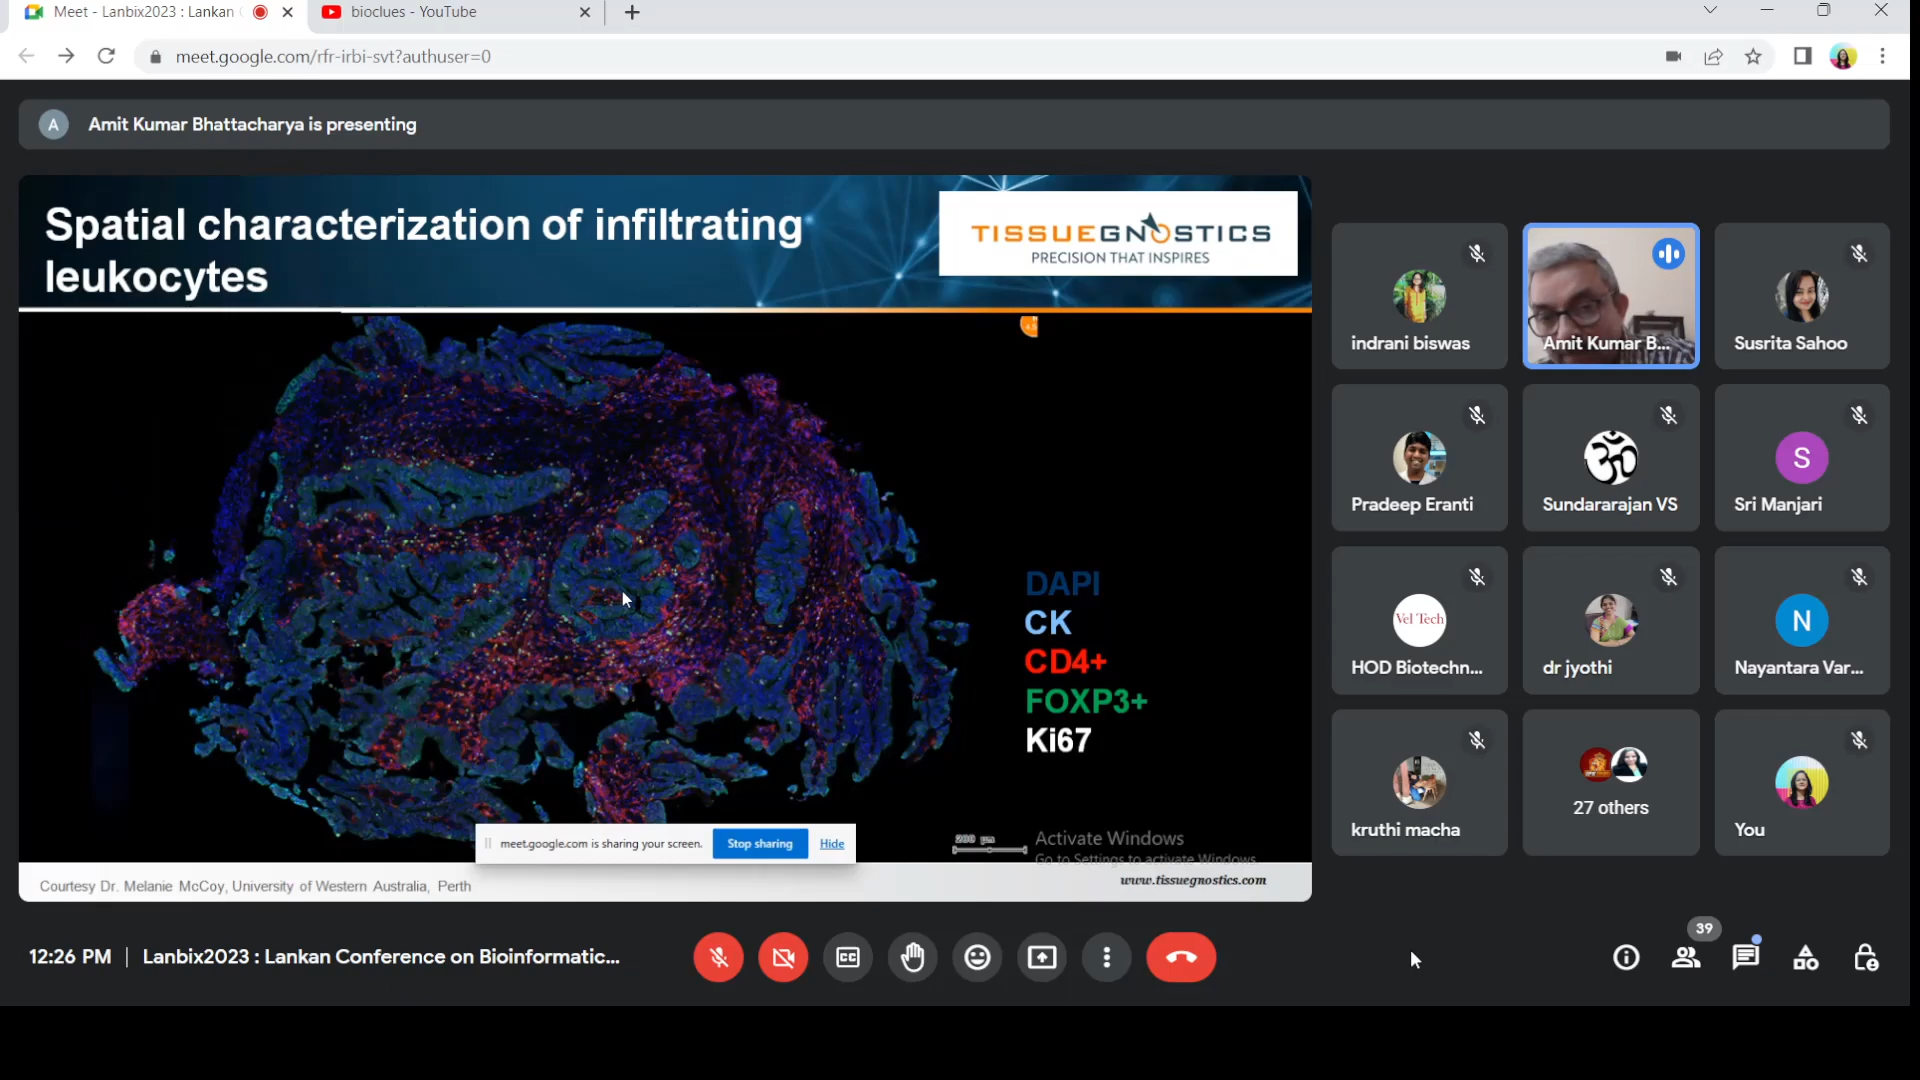 Meet - Lanbix2023 : Lankan C
bioclues - YouTube
meet.google.com/rfr-irbi-svt?authuser=0
A
Amit Kumar Bhattacharya is presenting
Spatial characterization of infiltrating
leukocytes
TISSUEGNOSTICS
PRECISION THAT INSPIRES
4.5
DAPI
CK
CD4+
FOXP3+
Ki67
200 µm
Activate Windows
Go to Settings to activate Windows.
meet.google.com is sharing your screen.
Stop sharing
Hide
Courtesy Dr. Melanie McCoy, University of Western Australia, Perth
www.tissuegnostics.com
indrani biswas
Amit Kumar B...
Susrita Sahoo
Pradeep Eranti
Sundararajan VS
S
Sri Manjari
Vel Tech
HOD Biotechn...
dr jyothi
N
Nayantara Var...
kruthi macha
27 others
You
12:26 PM
Lanbix2023 : Lankan Conference on Bioinformatic...
CC
39